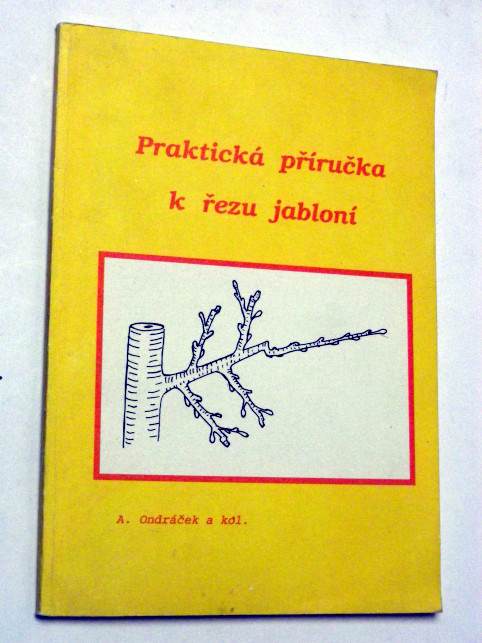 Praktická příručka
k řezu jabloní
A. Ondráček a kol.